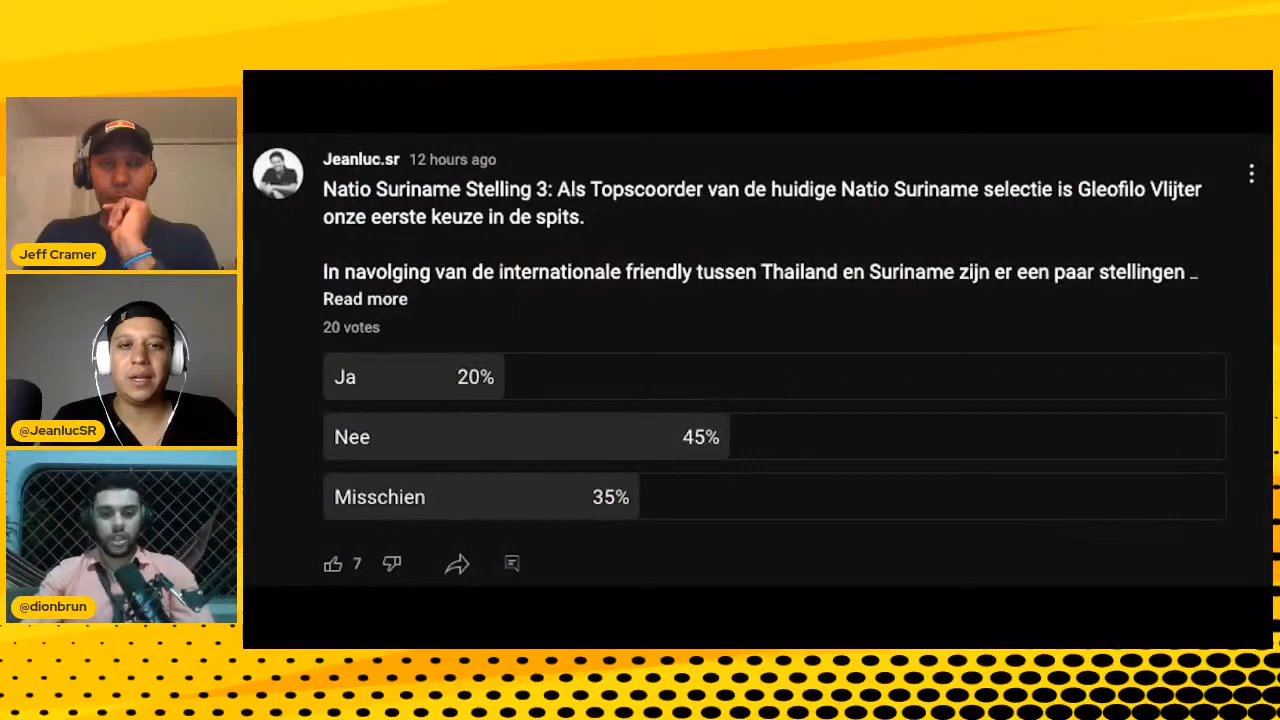 Jeff Cramer
@JeanlucSR
@dionbrun
Jeanluc.sr 12 hours ago
Natio Suriname Stelling 3: Als Topscoorder van de huidige Natio Suriname selectie is Gleofilo Vlijter
onze eerste keuze in de spits.
In navolging van de internationale friendly tussen Thailand en Suriname zijn er een paar stellingen ...
Read more
20 votes
Ja 20%
Nee 45%
Misschien 35%
7